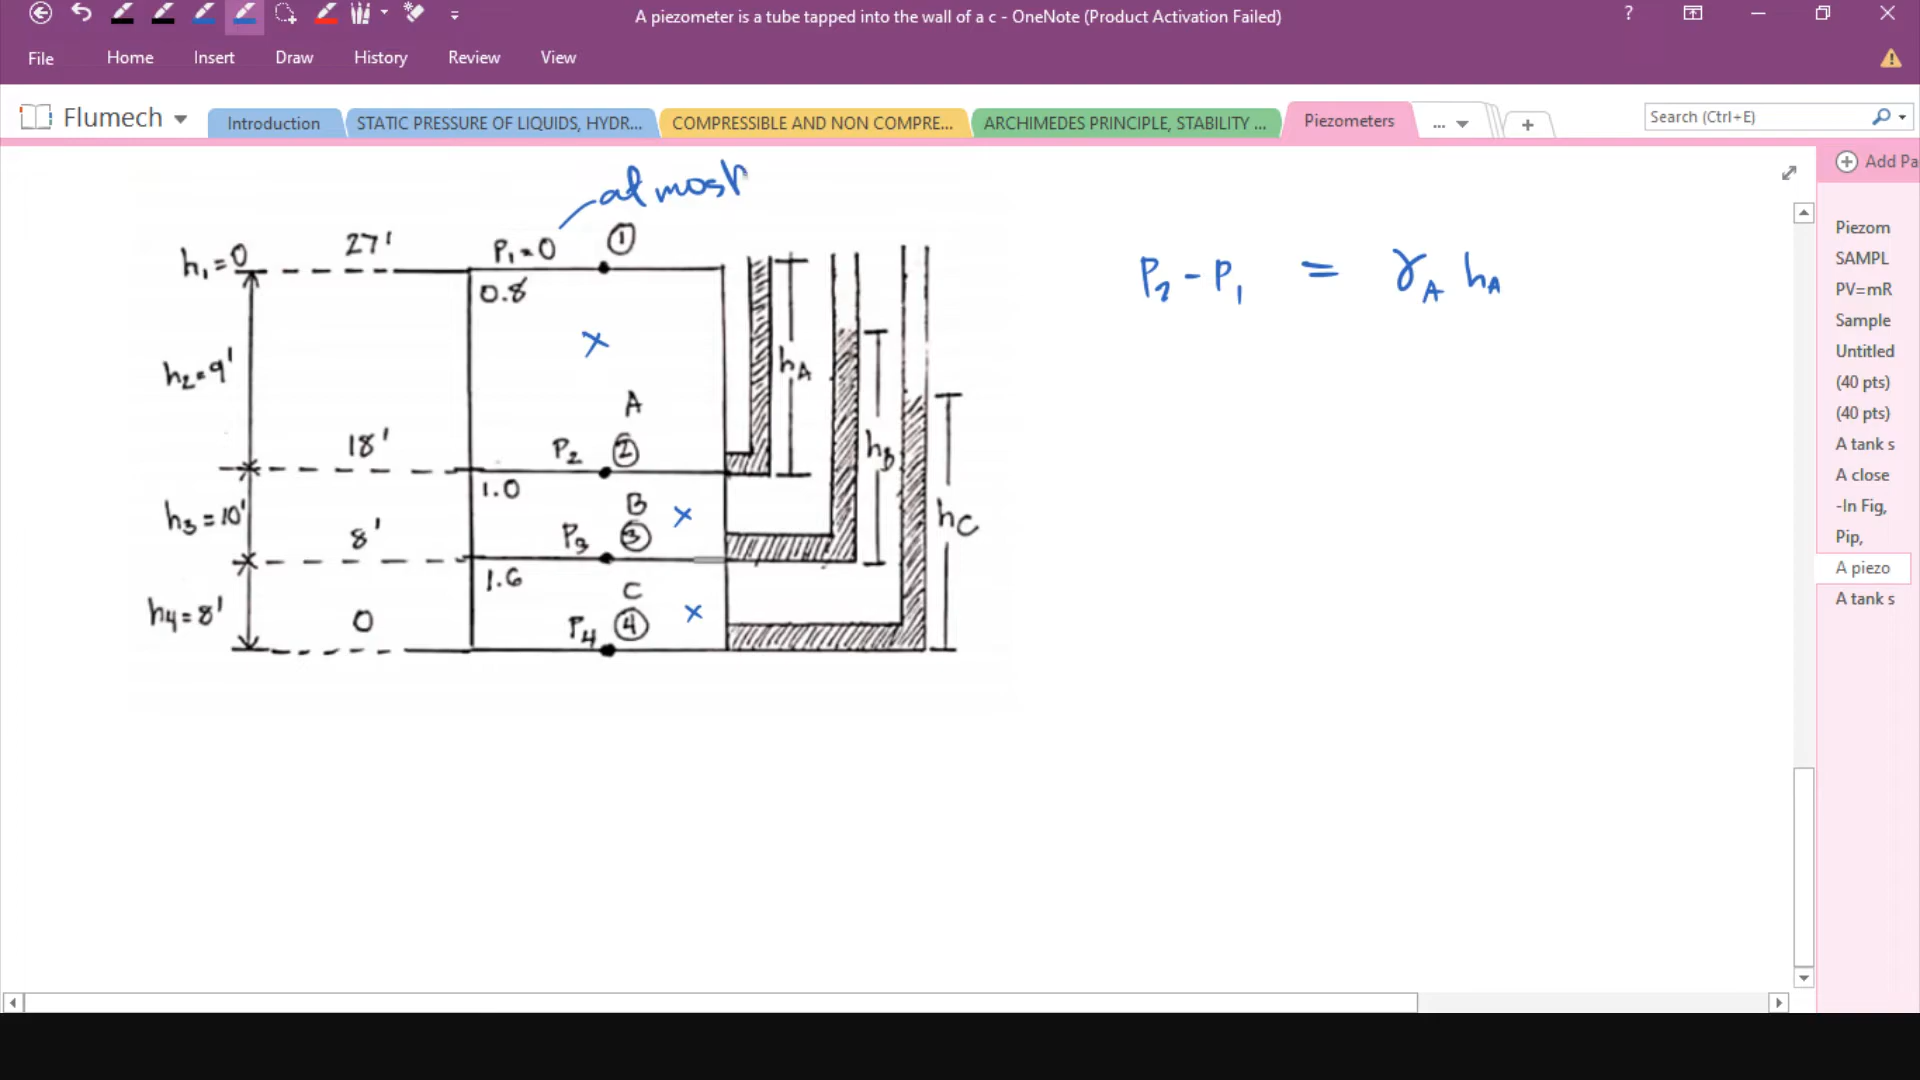 A piezometer is a tube tapped into the wall of a c - OneNote (Product Activation Failed)
?
File Home Insert Draw History Review View
Flumech
Introduction
STATIC PRESSURE OF LIQUIDS, HYDR...
COMPRESSIBLE AND NON COMPRE...
ARCHIMEDES PRINCIPLE, STABILITY ...
Piezometers
...
Search (Ctrl+E)
Add Pa
Piezom
SAMPL
PV=mR
Sample
Untitled
(40 pts)
(40 pts)
A tank s
A close
-In Fig,
Pip,
A piezo
A tank s
atmosp
h₁=0 27' P₁=0 ①
0.8
h₂=9'
x
hA
A
18' P₂ ②
hB
1.0
h₃=10' B x
8' P₃ ③
hC
1.6
C
h₄=8' 0 P₄ ④ x
P₂ - P₁ = γA hA